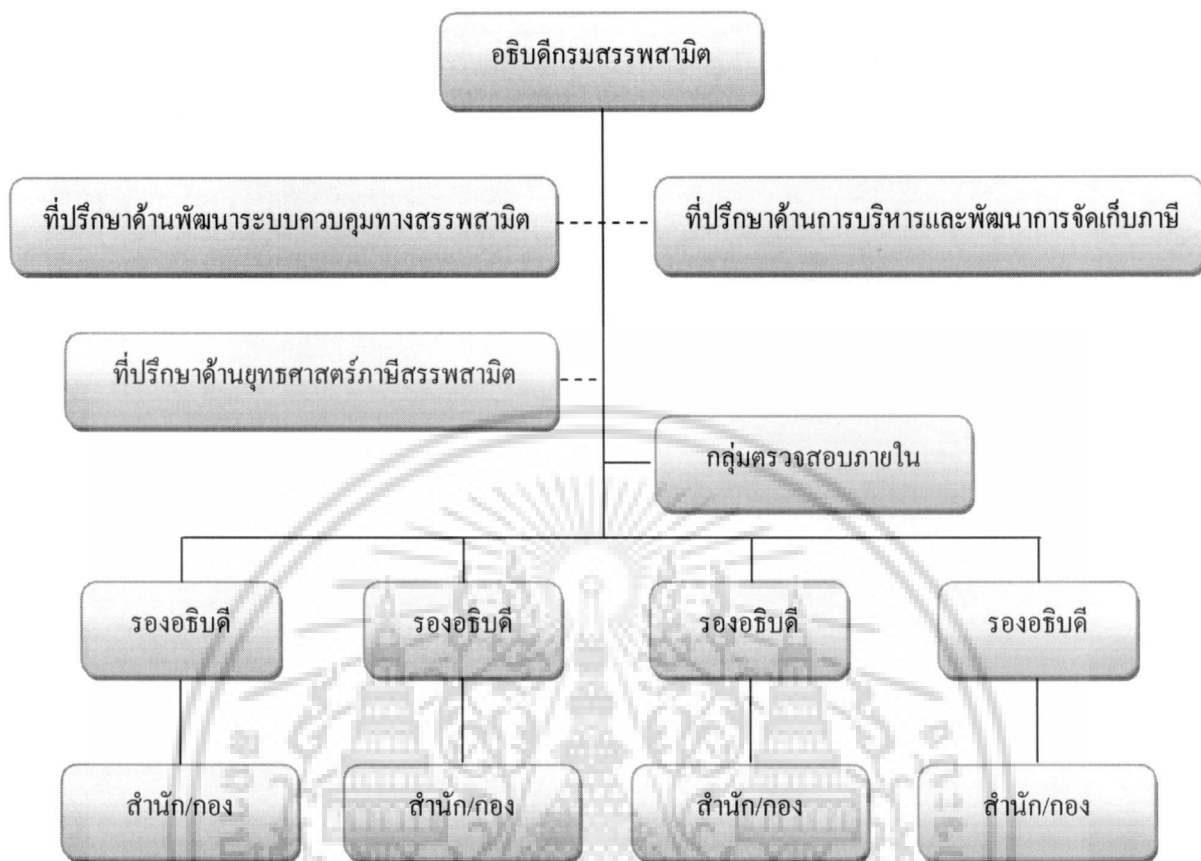 อธิบดีกรมสรรพสามิต
ที่ปรึกษาด้านพัฒนาระบบควบคุมทางสรรพสามิต
ที่ปรึกษาด้านการบริหารและพัฒนาการจัดเก็บภาษี
ที่ปรึกษาด้านยุทธศาสตร์ภาษีสรรพสามิต
กลุ่มตรวจสอบภายใน
รองอธิบดี
รองอธิบดี
รองอธิบดี
รองอธิบดี
สำนัก/กอง
สำนัก/กอง
สำนัก/กอง
สำนัก/กอง